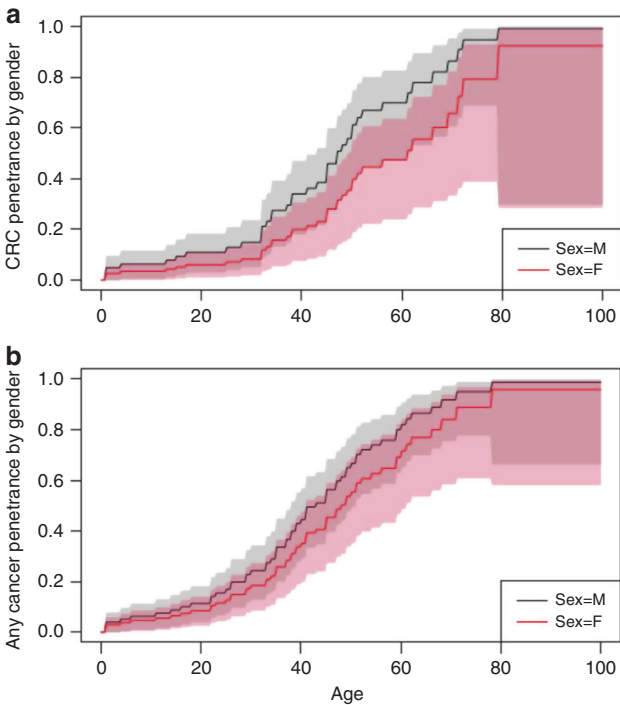 a
CRC penetrance by gender
1.0
0.8
0.6
0.4
0.2
0.0
Sex=M
Sex=F
0 20 40 60 80 100
b
Any cancer penetrance by gender
1.0
0.8
0.6
0.4
0.2
0.0
Sex=M
Sex=F
0 20 40 60 80 100
Age